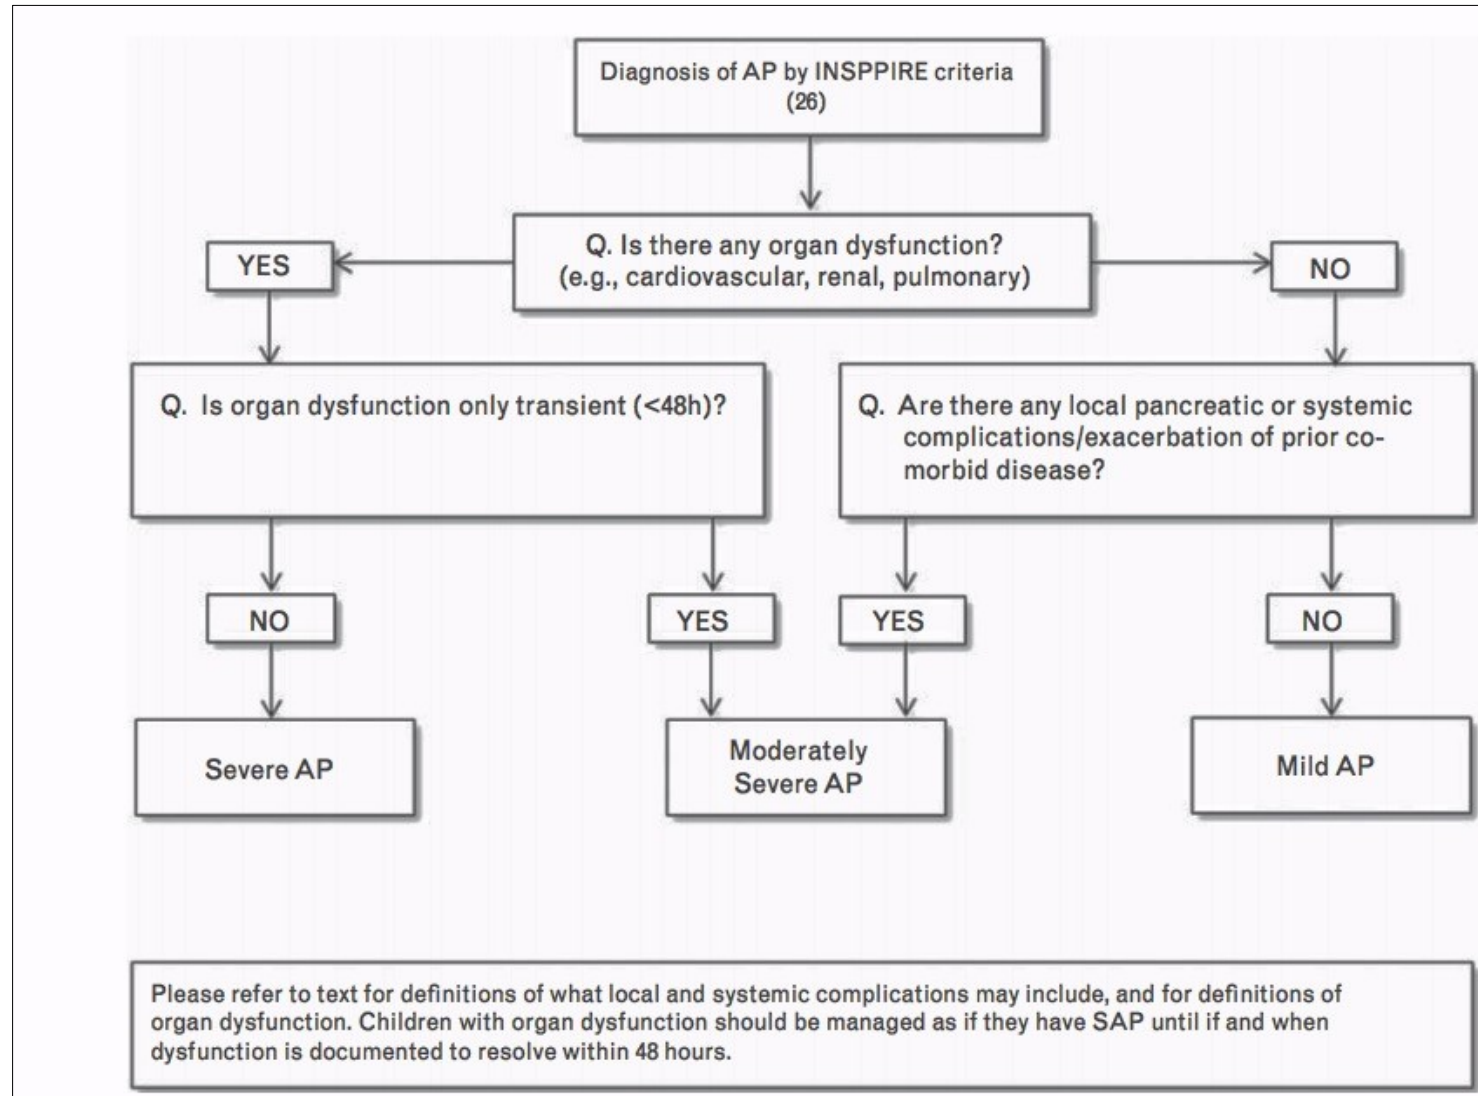 Diagnosis of AP by INSPPIRE criteria
(26)
Q. Is there any organ dysfunction?
(e.g., cardiovascular, renal, pulmonary)
YES
NO
Q. Is organ dysfunction only transient (<48h)?
Q. Are there any local pancreatic or systemic
complications/exacerbation of prior co-
morbid disease?
NO
YES
YES
NO
Severe AP
Moderately
Severe AP
Mild AP
Please refer to text for definitions of what local and systemic complications may include, and for definitions of
organ dysfunction. Children with organ dysfunction should be managed as if they have SAP until if and when
dysfunction is documented to resolve within 48 hours.